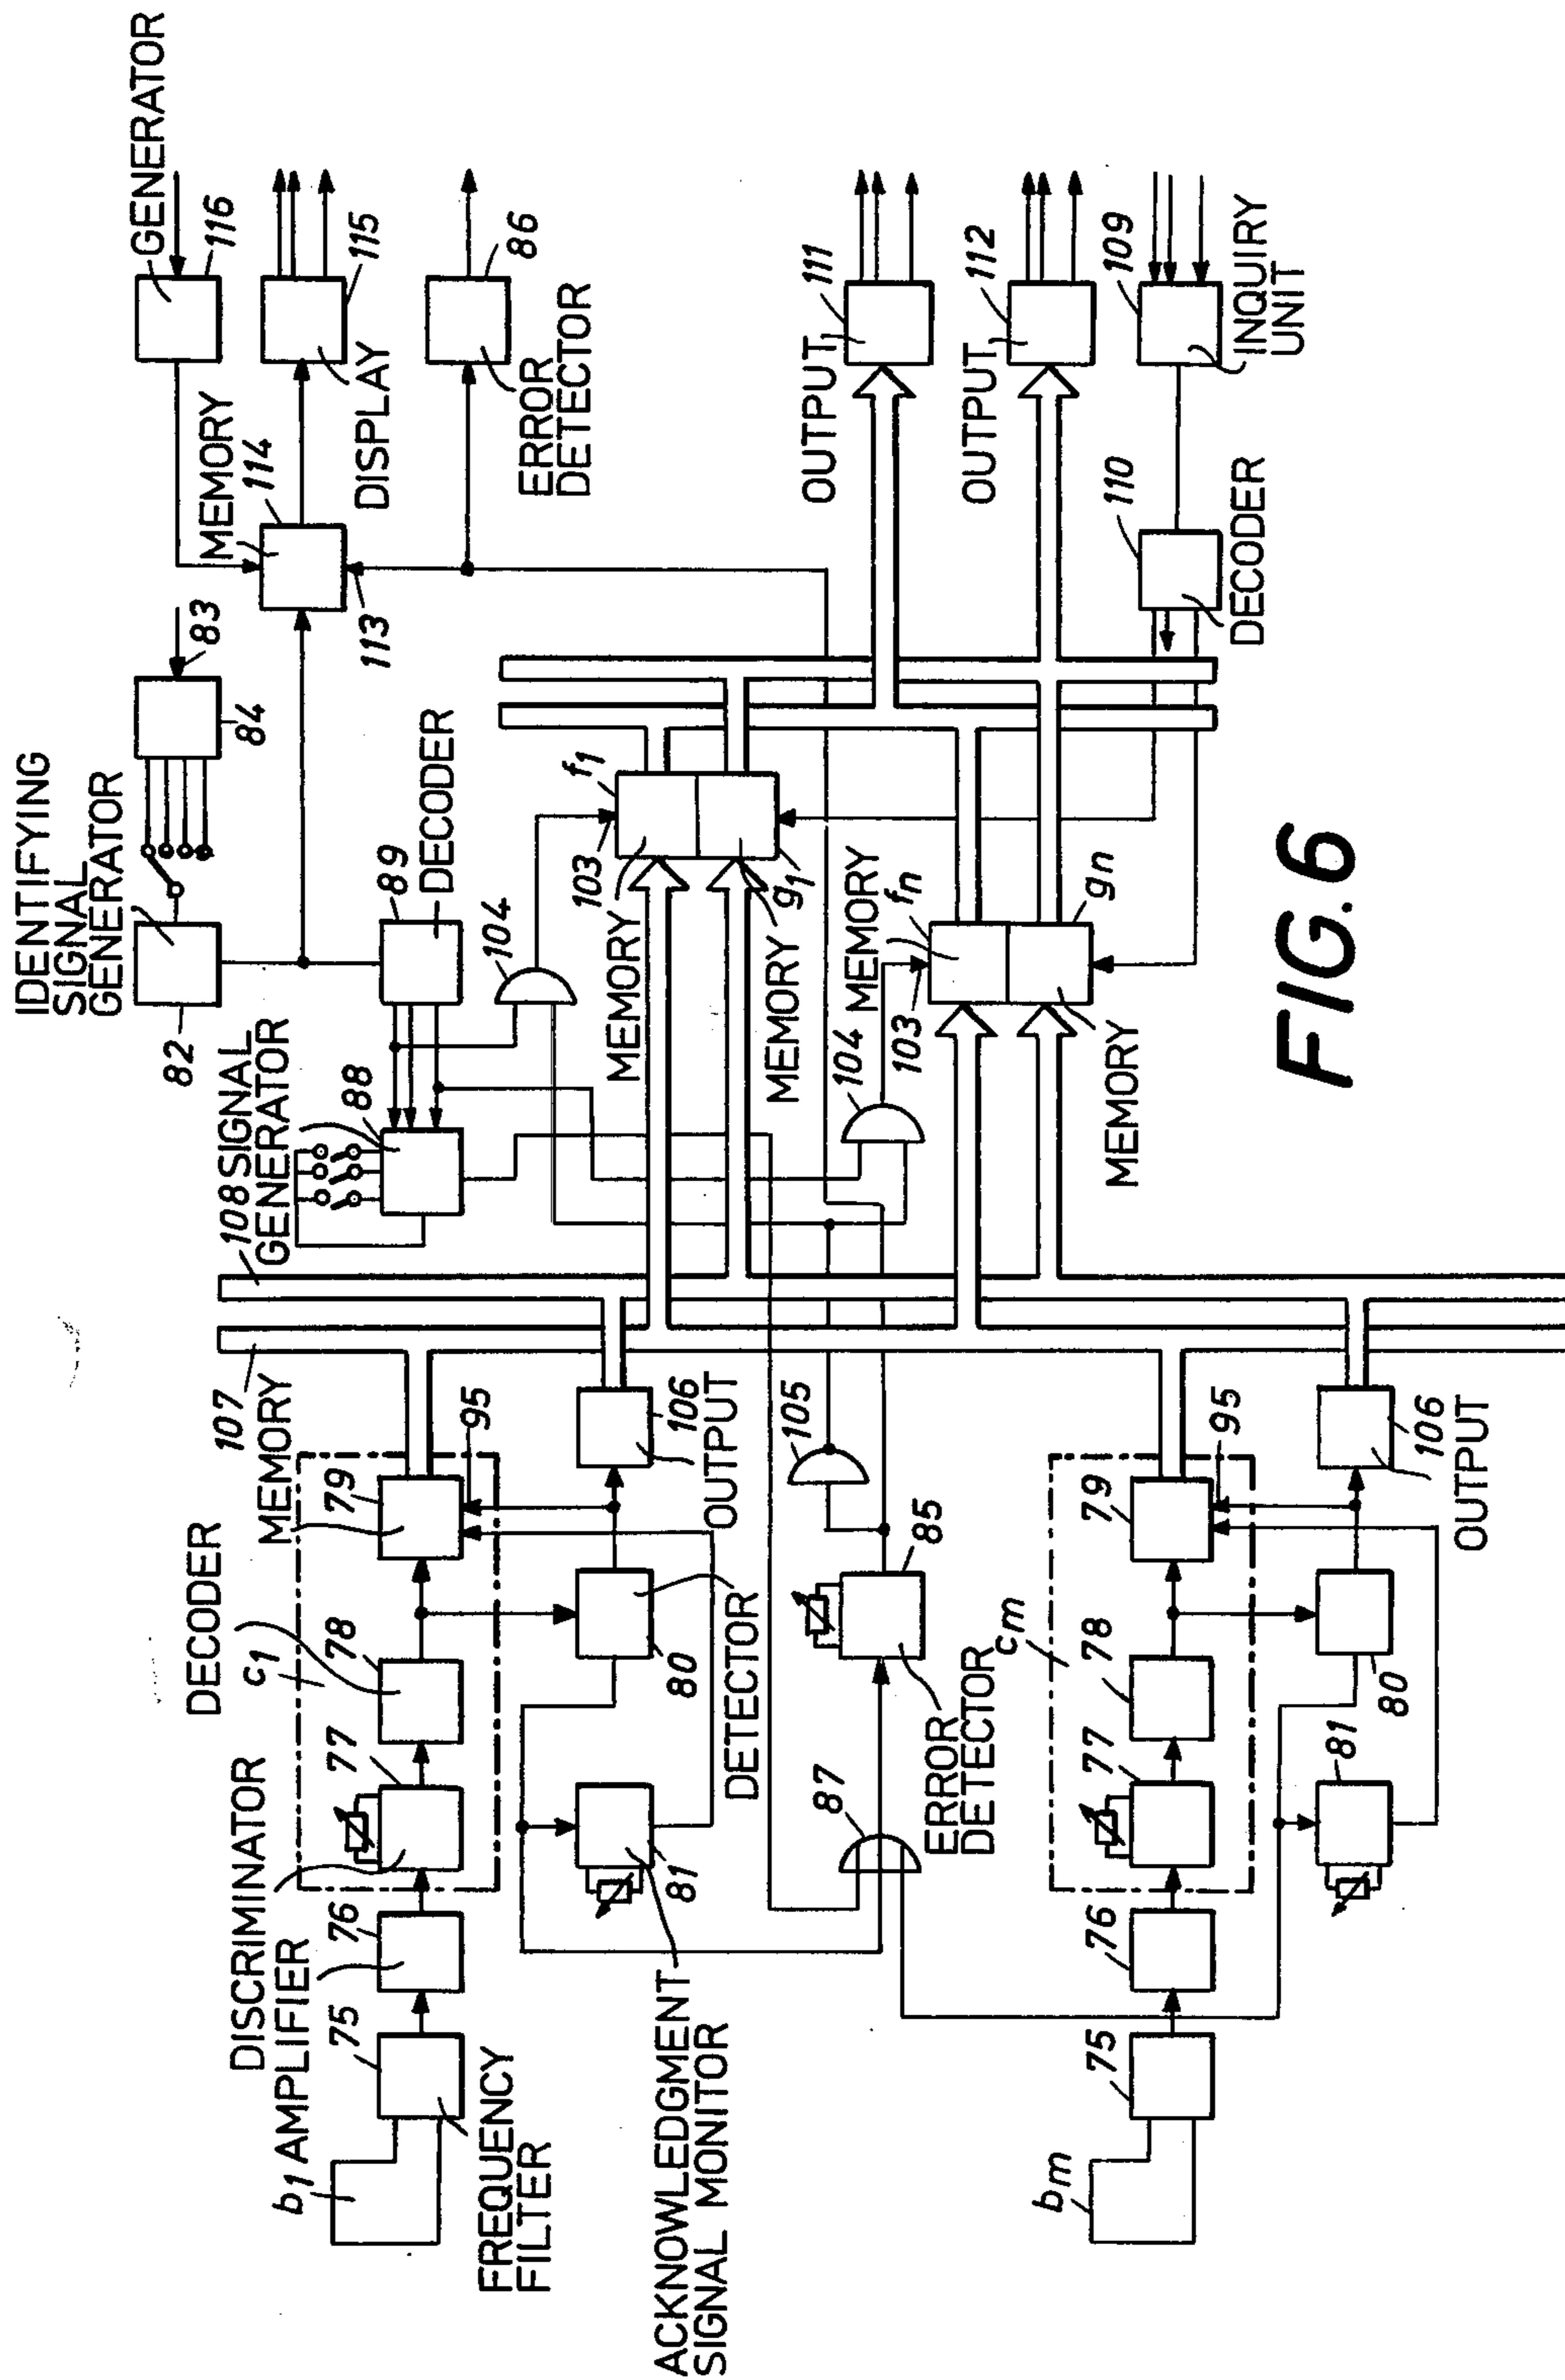 IDENTIFYING
SIGNAL
GENERATOR
82
84
83
GENERATOR
116
MEMORY
114
115
DISPLAY
113
86
ERROR
DETECTOR
108
SIGNAL
GENERATOR
88
89
DECODER
104
107
MEMORY
DECODER
c1
DISCRIMINATOR
AMPLIFIER
b1
75
76
77
78
79
95
FREQUENCY
FILTER
106
OUTPUT
80
DETECTOR
81
ACKNOWLEDGMENT
SIGNAL MONITOR
103
f1
MEMORY
g1
MEMORY
105
85
87
ERROR
DETECTOR
104
103
MEMORY
fn
gn
MEMORY
OUTPUT
111
OUTPUT
112
109
INQUIRY
UNIT
110
DECODER
cm
bm
75
76
77
78
79
95
80
81
106
OUTPUT
FIG. 6